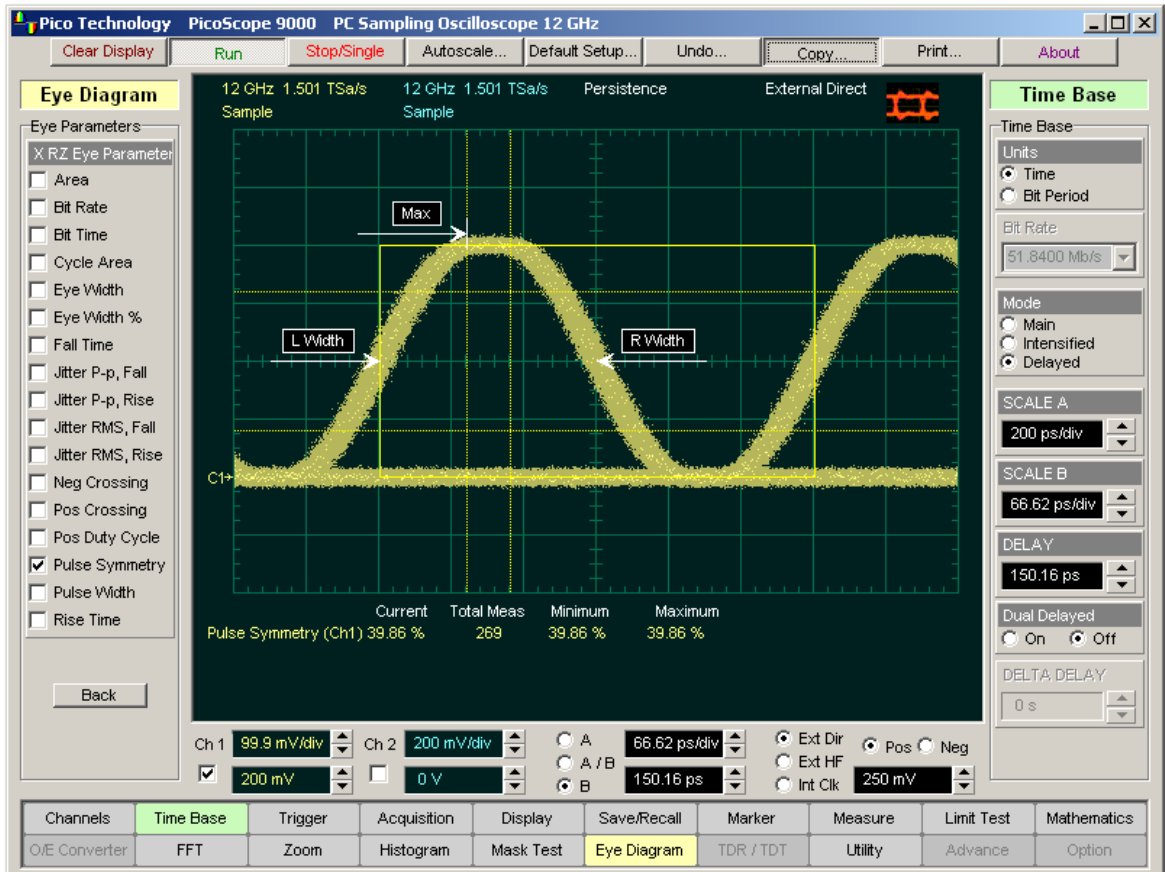 Pico Technology PicoScope 9000 PC Sampling Oscilloscope 12 GHz
Clear Display Run Stop/Single Autoscale... Default Setup... Undo... Copy... Print... About
Eye Diagram
Eye Parameters
X RZ Eye Parameter
Area
Bit Rate
Bit Time
Cycle Area
Eye Width
Eye Width %
Fall Time
Jitter P-p, Fall
Jitter P-p, Rise
Jitter RMS, Fall
Jitter RMS, Rise
Neg Crossing
Pos Crossing
Pos Duty Cycle
Pulse Symmetry
Pulse Width
Rise Time
Back
12 GHz 1.501 TSa/s 12 GHz 1.501 TSa/s Persistence External Direct
Sample Sample
Max
L Width R Width
C1
Current Total Meas Minimum Maximum
Pulse Symmetry (Ch1) 39.86 % 269 39.86 % 39.86 %
Time Base
Time Base
Units
Time
Bit Period
Bit Rate
51.8400 Mb/s
Mode
Main
Intensified
Delayed
SCALE A
200 ps/div
SCALE B
66.62 ps/div
DELAY
150.16 ps
Dual Delayed
On Off
DELTA DELAY
0 s
Ch 1 99.9 mV/div Ch 2 200 mV/div A 66.62 ps/div Ext Dir Pos Neg
A / B Ext HF
200 mV 0 V B 150.16 ps Int Clk 250 mV
Channels Time Base Trigger Acquisition Display Save/Recall Marker Measure Limit Test Mathematics
O/E Converter FFT Zoom Histogram Mask Test Eye Diagram TDR / TDT Utility Advance Option